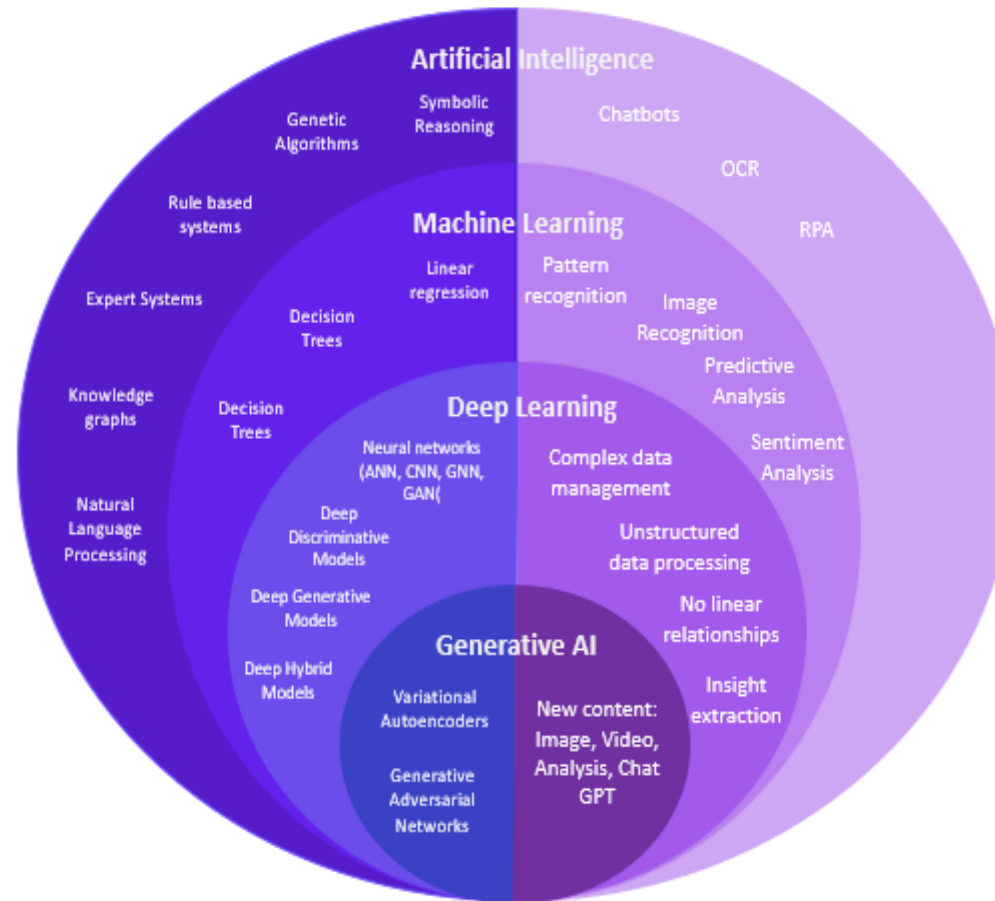 Artificial Intelligence
Symbolic
Reasoning
Genetic
Algorithms
Rule based
systems
Expert Systems
Knowledge
graphs
Natural
Language
Processing
Chatbots
OCR
RPA
Machine Learning
Linear
regression
Decision
Trees
Decision
Trees
Pattern
recognition
Image
Recognition
Predictive
Analysis
Sentiment
Analysis
Deep Learning
Neural networks
(ANN, CNN, GNN,
GAN(
Deep
Discriminative
Models
Deep Generative
Models
Deep Hybrid
Models
Complex data
management
Unstructured
data processing
No linear
relationships
Insight
extraction
Generative AI
Variational
Autoencoders
Generative
Adversarial
Networks
New content:
Image, Video,
Analysis, Chat
GPT